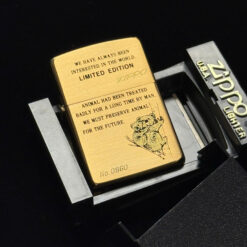 WE HAVE ALWAYS BEEN
INTERESTED IN THE WORLD.
LIMITED EDITION
ZIPPO
ANIMAL HAD BEEN TREATED
BADLY FOR A LONG TIME BY MAN.
WE MUST PRESERVE ANIMAL
FOR THE FUTURE.
Zippo
U.S.A.
LIGHTER